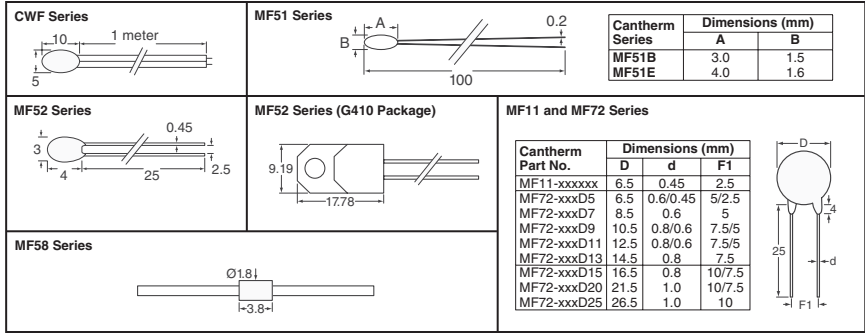 CWF Series
10
1 meter
5
MF51 Series
A
B
0.2
100
Cantherm Series Dimensions (mm)
A B
MF51B 3.0 1.5
MF51E 4.0 1.6
MF52 Series
3
4
25
0.45
2.5
MF52 Series (G410 Package)
9.19
17.78
MF11 and MF72 Series
Cantherm Part No. Dimensions (mm)
D d F1
MF11-xxxxxx 6.5 0.45 2.5
MF72-xxxD5 6.5 0.6/0.45 5/2.5
MF72-xxxD7 8.5 0.6 5
MF72-xxxD9 10.5 0.8/0.6 7.5/5
MF72-xxxD11 12.5 0.8/0.6 7.5/5
MF72-xxxD13 14.5 0.8 7.5
MF72-xxxD15 16.5 0.8 10/7.5
MF72-xxxD20 21.5 1.0 10/7.5
MF72-xxxD25 26.5 1.0 10
D
4
25
d
F1
MF58 Series
Ø1.8
3.8